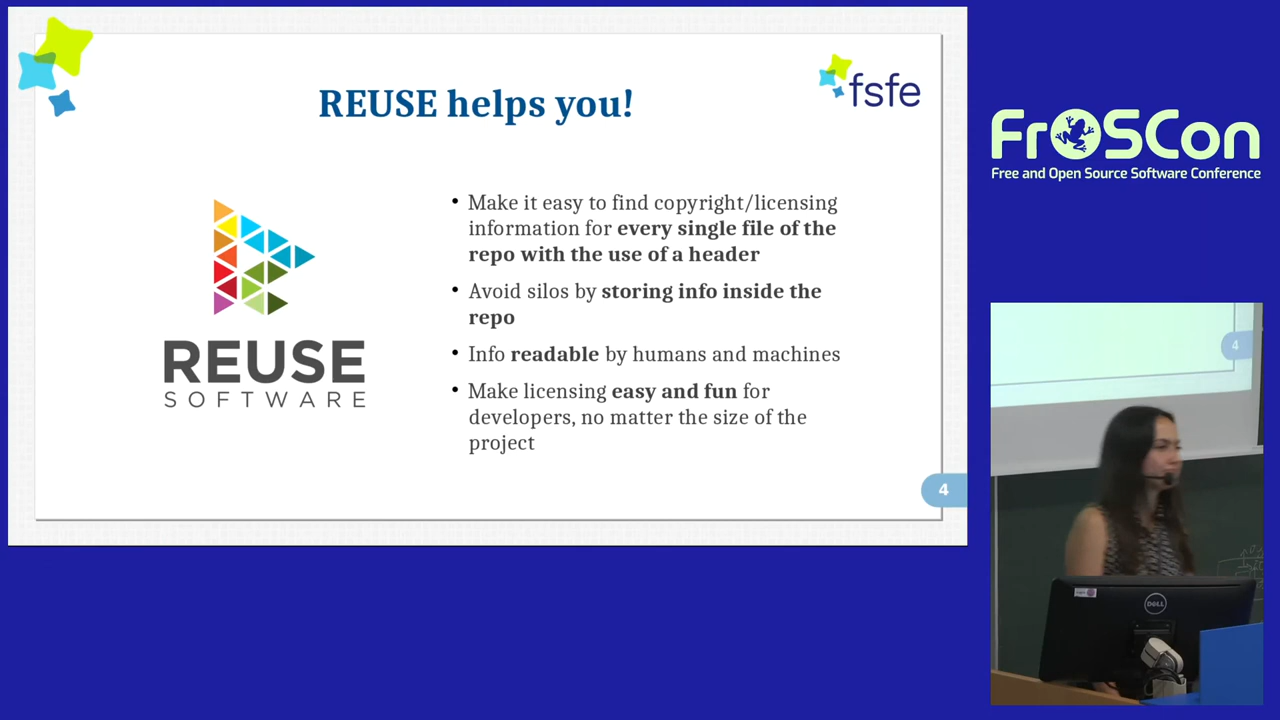 REUSE helps you!
fsfe
REUSE
SOFTWARE
• Make it easy to find copyright/licensing
information for every single file of the
repo with the use of a header
• Avoid silos by storing info inside the
repo
• Info readable by humans and machines
• Make licensing easy and fun for
developers, no matter the size of the
project
4
FrOSCon
Free and Open Source Software Conference
4
DELL